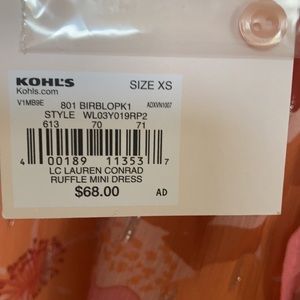 KOHL'S SIZE XS
Kohls.com
V1MB9E 801 BIRBLOPK1 ADXVN1007
STYLE WL03Y019RP2
613 70 71
4 00189 11353 7
LC LAUREN CONRAD
RUFFLE MINI DRESS
$68.00 AD